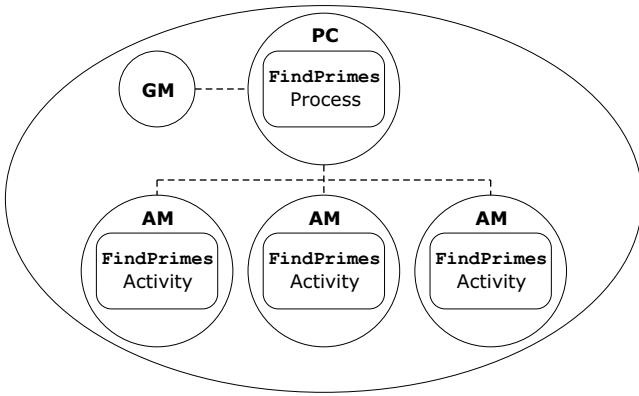 PC
FindPrimes
Process
GM
AM
FindPrimes
Activity
AM
FindPrimes
Activity
AM
FindPrimes
Activity